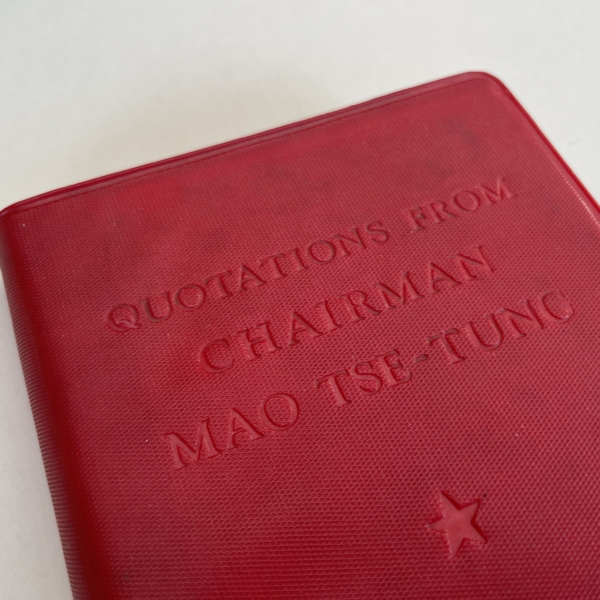 QUOTATIONS FROM
CHAIRMAN
MAO TSE-TUNG